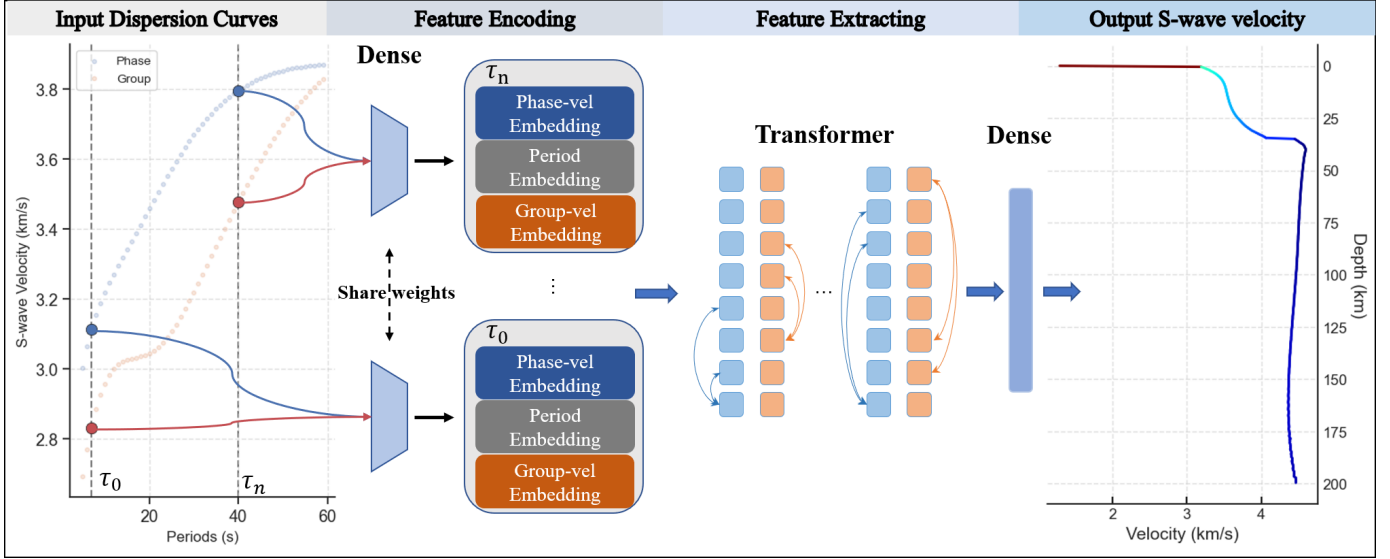 Input Dispersion Curves
Feature Encoding
Feature Extracting
Output S-wave velocity
Phase
Group
S-wave Velocity (km/s)
3.8
3.6
3.4
3.2
3.0
2.8
τ0
τn
20
40
60
Periods (s)
Dense
Share weights
τn
Phase-vel
Embedding
Period
Embedding
Group-vel
Embedding
⋮
τ0
Phase-vel
Embedding
Period
Embedding
Group-vel
Embedding
Transformer
...
Dense
0
25
50
75
100
125
150
175
200
Depth (km)
2
3
4
Velocity (km/s)